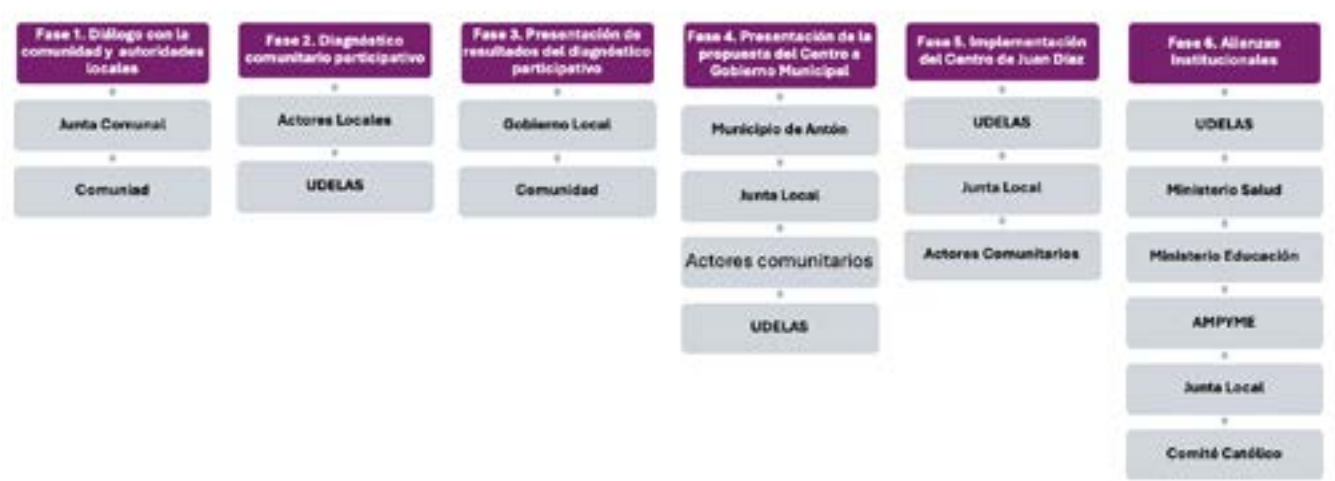 Fase 1. Diálogo con la
comunidad y autoridades
locales
Junta Comunal
Comuniad
Fase 2. Diagnóstico
comunitario participativo
Actores Locales
UDELAS
Fase 3. Presentación de
resultados del diagnóstico
participativo
Gobierno Local
Comunidad
Fase 4. Presentación de la
propuesta del Centro a
Gobierno Municipal
Municipio de Antón
Junta Local
Actores comunitarios
UDELAS
Fase 5. Implementación
del Centro de Juan Díaz
UDELAS
Junta Local
Actores Comunitarios
Fase 6. Alianzas
Institucionales
UDELAS
Ministerio Salud
Ministerio Educación
AMPYME
Junta Local
Comité Católico